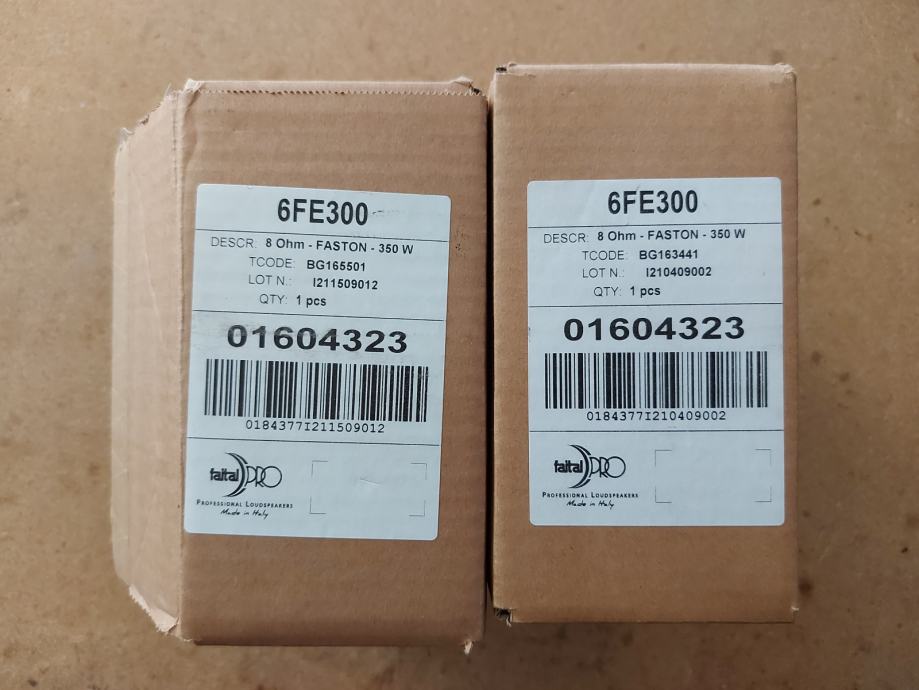 6FE300
DESCR: 8 Ohm - FASTON - 350 W
TCODE: BG165501
LOT N.: I211509012
QTY: 1 pcs
01604323
0184377I211509012
faital PRO
PROFESSIONAL LOUDSPEAKERS
Made in Italy
6FE300
DESCR: 8 Ohm - FASTON - 350 W
TCODE: BG163441
LOT N.: I210409002
QTY: 1 pcs
01604323
0184377I210409002
faital PRO
PROFESSIONAL LOUDSPEAKERS
Made in Italy